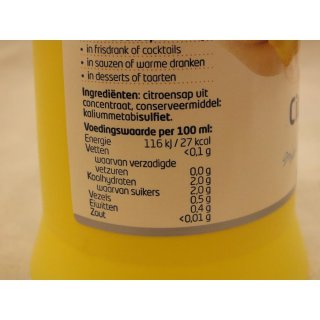 • in frisdrank of cocktails
• in sauzen of warme dranken
• in desserts of taarten
Ingrediënten: citroensap uit
concentraat, conserveermiddel:
kaliummetabisulfiet.
Voedingswaarde per 100 ml:
Energie 116 kJ / 27 kcal
Vetten <0,1 g
waarvan verzadigde
vetzuren 0,0 g
Koolhydraten 2,0 g
waarvan suikers 2,0 g
Vezels 0,5 g
Eiwitten 0,4 g
Zout <0,01 g